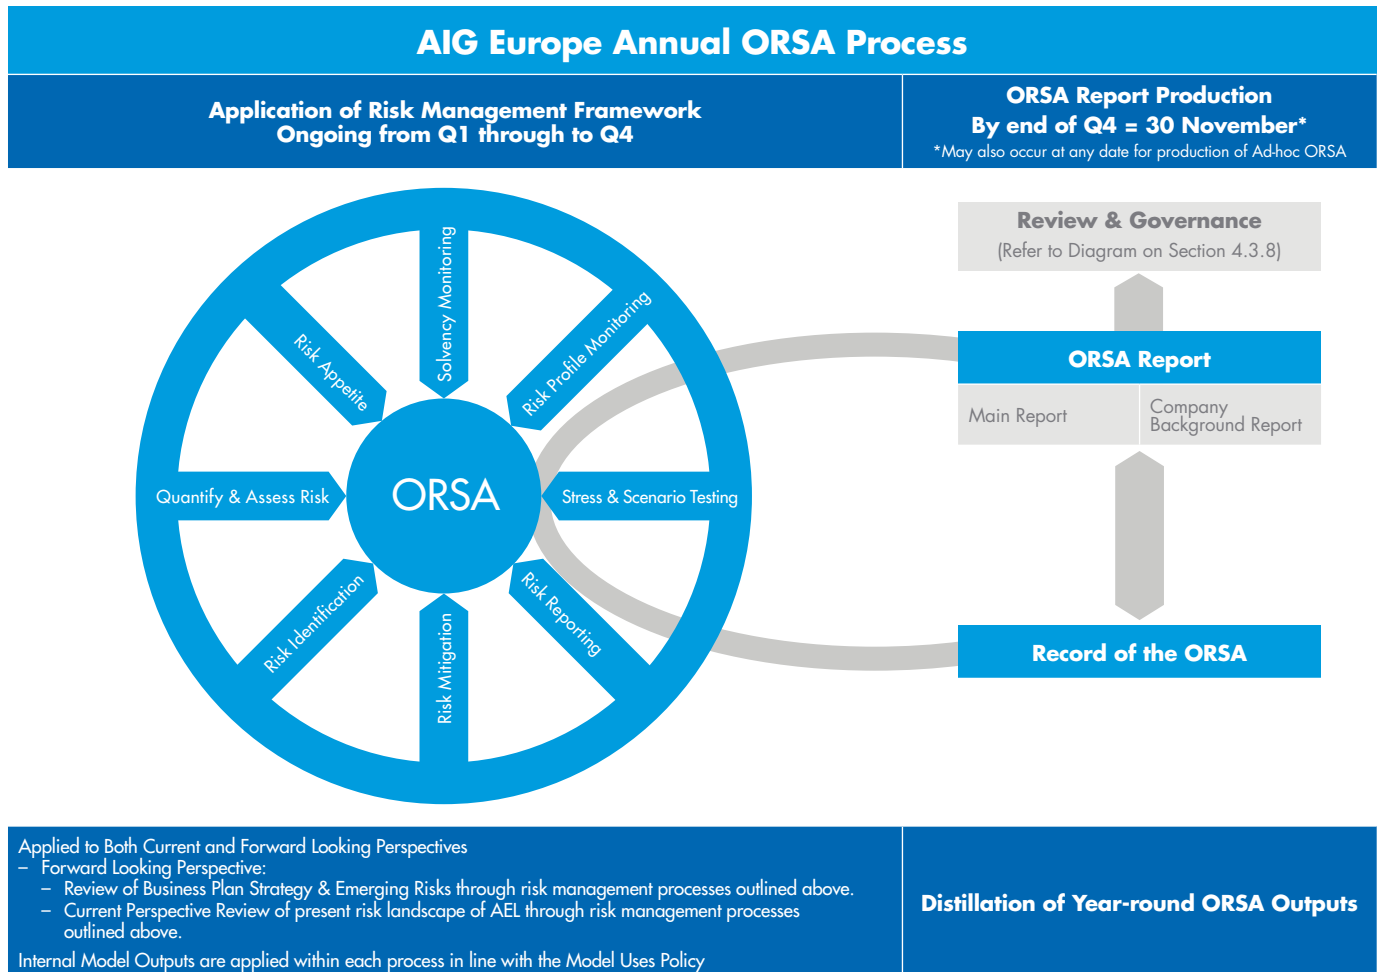 AIG Europe Annual ORSA Process
Application of Risk Management Framework
Ongoing from Q1 through to Q4
ORSA Report Production
By end of Q4 = 30 November*
*May also occur at any date for production of Ad-hoc ORSA
Solvency Monitoring
Risk Profile Monitoring
Risk Appetite
Quantify & Assess Risk
ORSA
Stress & Scenario Testing
Risk Identification
Risk Mitigation
Risk Reporting
Review & Governance
(Refer to Diagram on Section 4.3.8)
ORSA Report
Main Report
Company
Background Report
Record of the ORSA
Applied to Both Current and Forward Looking Perspectives
– Forward Looking Perspective:
– Review of Business Plan Strategy & Emerging Risks through risk management processes outlined above.
– Current Perspective Review of present risk landscape of AEL through risk management processes
outlined above.
Internal Model Outputs are applied within each process in line with the Model Uses Policy
Distillation of Year-round ORSA Outputs